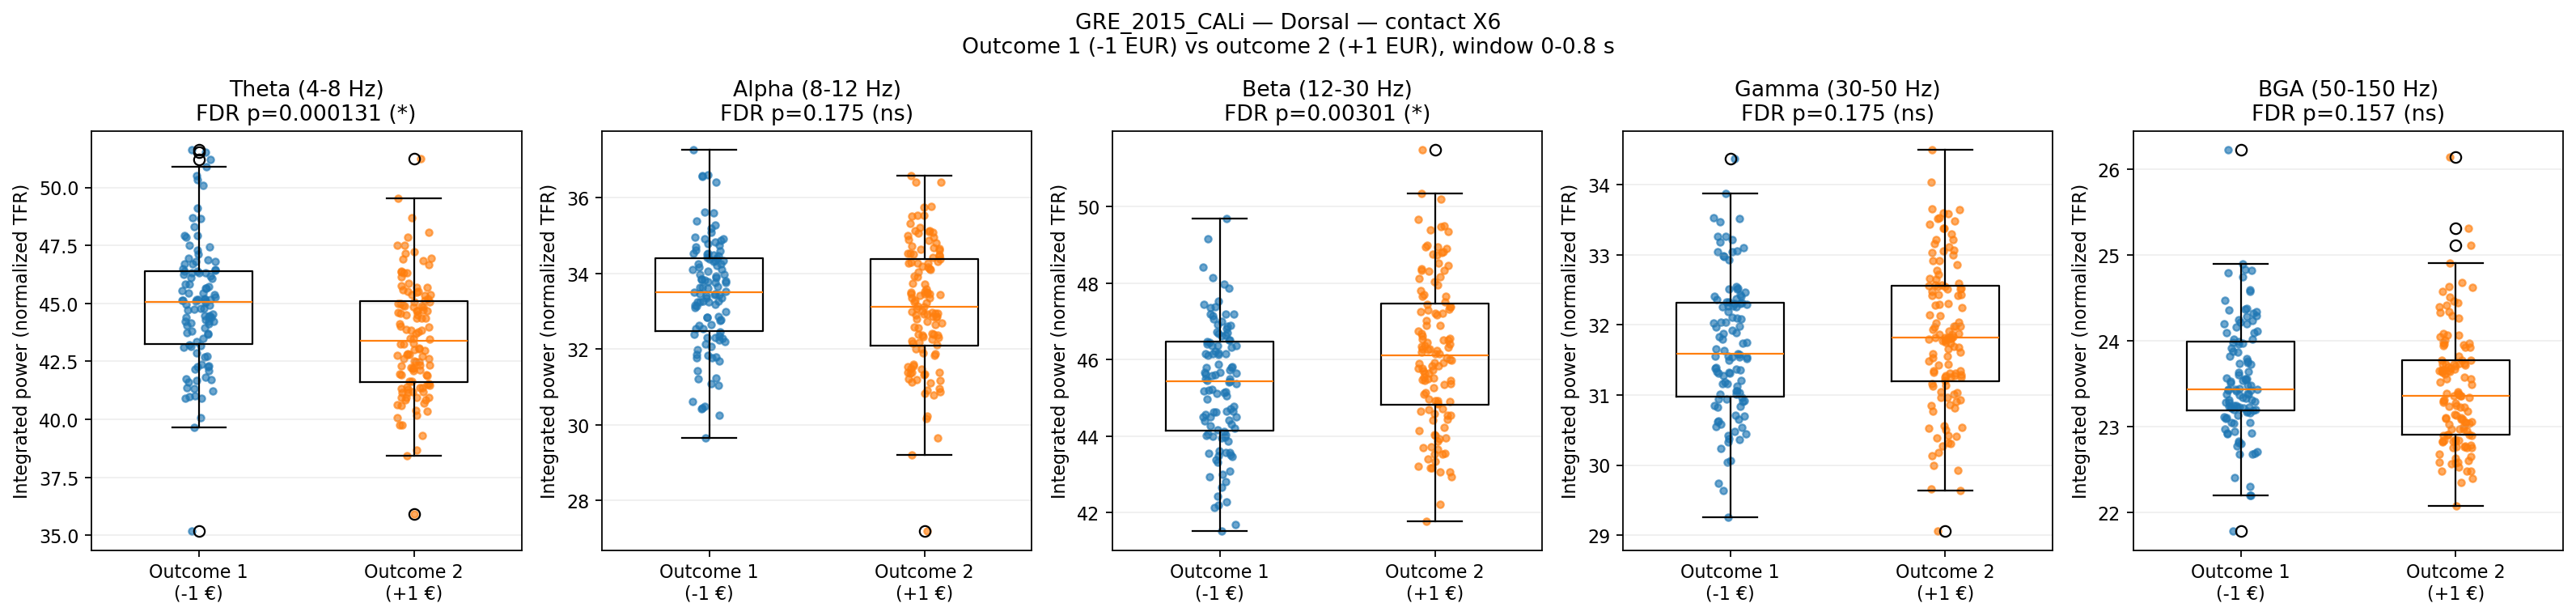 GRE_2015_CALi — Dorsal — contact X6
Outcome 1 (-1 EUR) vs outcome 2 (+1 EUR), window 0-0.8 s
Theta (4-8 Hz)
FDR p=0.000131 (*)
Integrated power (normalized TFR)
50.0
47.5
45.0
42.5
40.0
37.5
35.0
Outcome 1
(-1 €)
Outcome 2
(+1 €)
Alpha (8-12 Hz)
FDR p=0.175 (ns)
Integrated power (normalized TFR)
36
34
32
30
28
Outcome 1
(-1 €)
Outcome 2
(+1 €)
Beta (12-30 Hz)
FDR p=0.00301 (*)
Integrated power (normalized TFR)
50
48
46
44
42
Outcome 1
(-1 €)
Outcome 2
(+1 €)
Gamma (30-50 Hz)
FDR p=0.175 (ns)
Integrated power (normalized TFR)
34
33
32
31
30
29
Outcome 1
(-1 €)
Outcome 2
(+1 €)
BGA (50-150 Hz)
FDR p=0.157 (ns)
Integrated power (normalized TFR)
26
25
24
23
22
Outcome 1
(-1 €)
Outcome 2
(+1 €)